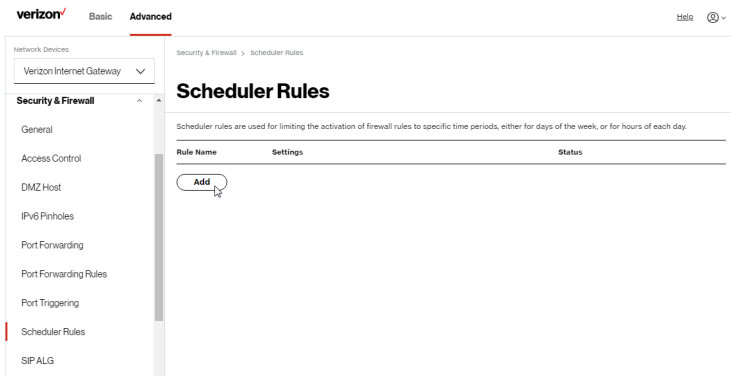 verizon
Basic
Advanced
Help
Network Devices
Verizon Internet Gateway
Security & Firewall
General
Access Control
DMZ Host
IPv6 Pinholes
Port Forwarding
Port Forwarding Rules
Port Triggering
Scheduler Rules
SIP ALG
Security & Firewall > Scheduler Rules
Scheduler Rules
Scheduler rules are used for limiting the activation of firewall rules to specific time periods, either for days of the week, or for hours of each day.
Rule Name Settings Status
Add